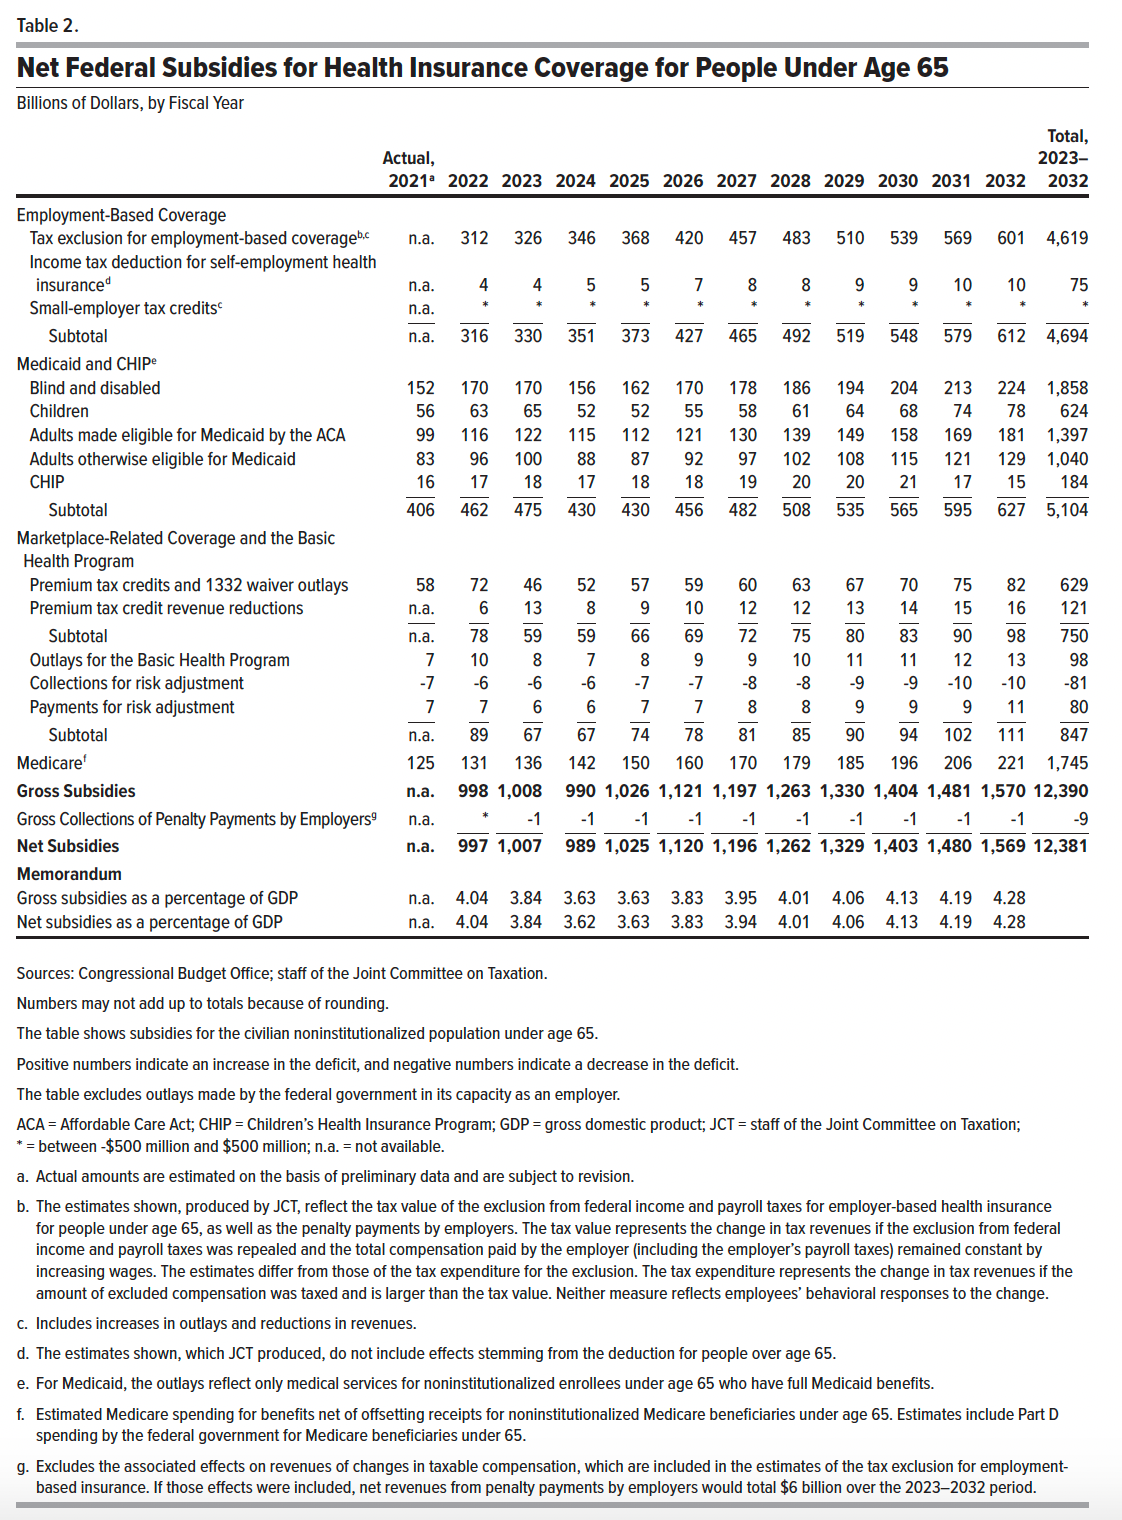 Table 2.
Net Federal Subsidies for Health Insurance Coverage for People Under Age 65
Billions of Dollars, by Fiscal Year
Total,
Actual, 2023–
2021ª 2022 2023 2024 2025 2026 2027 2028 2029 2030 2031 2032 2032
Employment-Based Coverage
Tax exclusion for employment-based coverageb,c n.a. 312 326 346 368 420 457 483 510 539 569 601 4,619
Income tax deduction for self-employment health
insuranced n.a. 4 4 5 5 7 8 8 9 9 10 10 75
Small-employer tax creditsc n.a. * * * * * * * * * * * *
Subtotal n.a. 316 330 351 373 427 465 492 519 548 579 612 4,694
Medicaid and CHIPe
Blind and disabled 152 170 170 156 162 170 178 186 194 204 213 224 1,858
Children 56 63 65 52 52 55 58 61 64 68 74 78 624
Adults made eligible for Medicaid by the ACA 99 116 122 115 112 121 130 139 149 158 169 181 1,397
Adults otherwise eligible for Medicaid 83 96 100 88 87 92 97 102 108 115 121 129 1,040
CHIP 16 17 18 17 18 18 19 20 20 21 17 15 184
Subtotal 406 462 475 430 430 456 482 508 535 565 595 627 5,104
Marketplace-Related Coverage and the Basic
Health Program
Premium tax credits and 1332 waiver outlays 58 72 46 52 57 59 60 63 67 70 75 82 629
Premium tax credit revenue reductions n.a. 6 13 8 9 10 12 12 13 14 15 16 121
Subtotal n.a. 78 59 59 66 69 72 75 80 83 90 98 750
Outlays for the Basic Health Program 7 10 8 7 8 9 9 10 11 11 12 13 98
Collections for risk adjustment -7 -6 -6 -6 -7 -7 -8 -8 -9 -9 -10 -10 -81
Payments for risk adjustment 7 7 6 6 7 7 8 8 9 9 9 11 80
Subtotal n.a. 89 67 67 74 78 81 85 90 94 102 111 847
Medicaref 125 131 136 142 150 160 170 179 185 196 206 221 1,745
Gross Subsidies n.a. 998 1,008 990 1,026 1,121 1,197 1,263 1,330 1,404 1,481 1,570 12,390
Gross Collections of Penalty Payments by Employersg n.a. * -1 -1 -1 -1 -1 -1 -1 -1 -1 -1 -9
Net Subsidies n.a. 997 1,007 989 1,025 1,120 1,196 1,262 1,329 1,403 1,480 1,569 12,381
Memorandum
Gross subsidies as a percentage of GDP n.a. 4.04 3.84 3.63 3.63 3.83 3.95 4.01 4.06 4.13 4.19 4.28
Net subsidies as a percentage of GDP n.a. 4.04 3.84 3.62 3.63 3.83 3.94 4.01 4.06 4.13 4.19 4.28
Sources: Congressional Budget Office; staff of the Joint Committee on Taxation.
Numbers may not add up to totals because of rounding.
The table shows subsidies for the civilian noninstitutionalized population under age 65.
Positive numbers indicate an increase in the deficit, and negative numbers indicate a decrease in the deficit.
The table excludes outlays made by the federal government in its capacity as an employer.
ACA = Affordable Care Act; CHIP = Children's Health Insurance Program; GDP = gross domestic product; JCT = staff of the Joint Committee on Taxation;
* = between -$500 million and $500 million; n.a. = not available.
a. Actual amounts are estimated on the basis of preliminary data and are subject to revision.
b. The estimates shown, produced by JCT, reflect the tax value of the exclusion from federal income and payroll taxes for employer-based health insurance
for people under age 65, as well as the penalty payments by employers. The tax value represents the change in tax revenues if the exclusion from federal
income and payroll taxes was repealed and the total compensation paid by the employer (including the employer's payroll taxes) remained constant by
increasing wages. The estimates differ from those of the tax expenditure for the exclusion. The tax expenditure represents the change in tax revenues if the
amount of excluded compensation was taxed and is larger than the tax value. Neither measure reflects employees' behavioral responses to the change.
c. Includes increases in outlays and reductions in revenues.
d. The estimates shown, which JCT produced, do not include effects stemming from the deduction for people over age 65.
e. For Medicaid, the outlays reflect only medical services for noninstitutionalized enrollees under age 65 who have full Medicaid benefits.
f. Estimated Medicare spending for benefits net of offsetting receipts for noninstitutionalized Medicare beneficiaries under age 65. Estimates include Part D
spending by the federal government for Medicare beneficiaries under 65.
g. Excludes the associated effects on revenues of changes in taxable compensation, which are included in the estimates of the tax exclusion for employment-
based insurance. If those effects were included, net revenues from penalty payments by employers would total $6 billion over the 2023–2032 period.